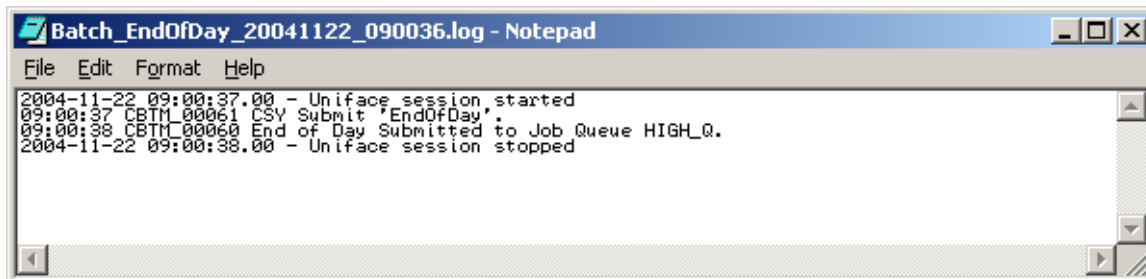 Batch_EndOfDay_20041122_090036.log - Notepad
File Edit Format Help
2004-11-22 09:00:37.00 - Uniface session started
09:00:37 CBTM_00061 CSY Submit 'EndOfDay'.
09:00:38 CBTM_00060 End of Day Submitted to Job Queue HIGH_Q.
2004-11-22 09:00:38.00 - Uniface session stopped